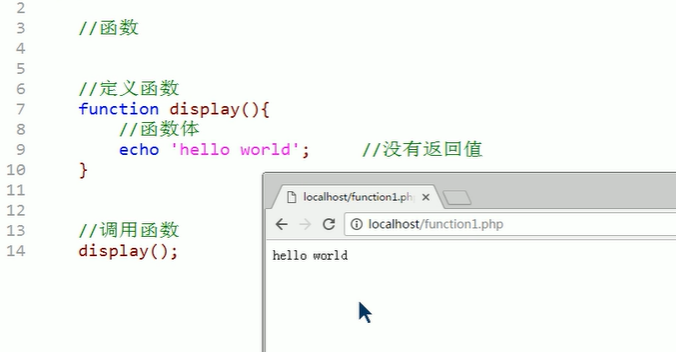 2
3 //函数
4
5
6 //定义函数
7 function display(){
8 //函数体
9 echo 'hello world'; //没有返回值
10 }
11
12
13 //调用函数
14 display();
localhost/function1.ph
localhost/function1.php
hello world